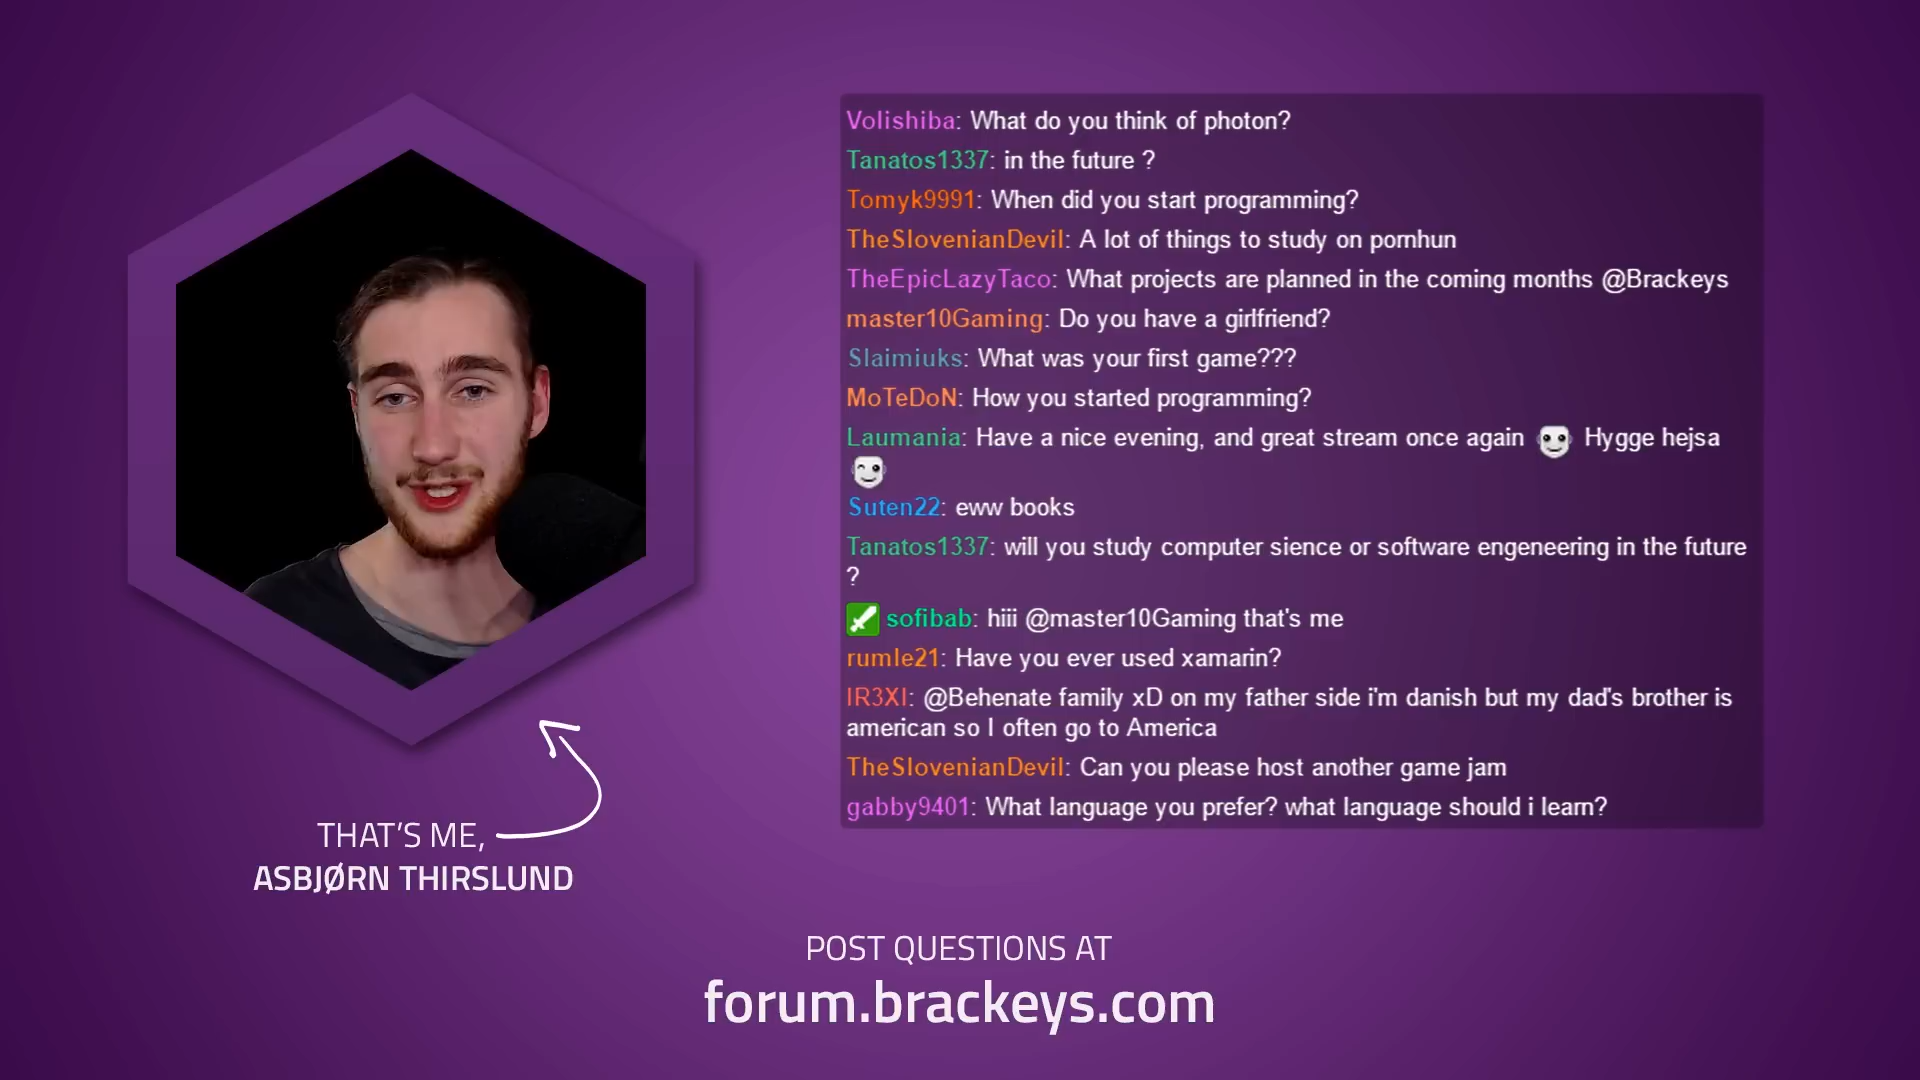 Volishiba: What do you think of photon?
Tanatos1337: in the future ?
Tomyk9991: When did you start programming?
TheSlovenianDevil: A lot of things to study on pornhun
TheEpicLazyTaco: What projects are planned in the coming months @Brackeys
master10Gaming: Do you have a girlfriend?
Slaimiuks: What was your first game???
MoTeDoN: How you started programming?
Laumania: Have a nice evening, and great stream once again Hygge hejsa
Suten22: eww books
Tanatos1337: will you study computer sience or software engeneering in the future
?
sofibab: hiii @master10Gaming that's me
rumle21: Have you ever used xamarin?
IR3XI: @Behenate family xD on my father side i'm danish but my dad's brother is
american so I often go to America
TheSlovenianDevil: Can you please host another game jam
gabby9401: What language you prefer? what language should i learn?
THAT'S ME,
ASBJØRN THIRSLUND
POST QUESTIONS AT
forum.brackeys.com